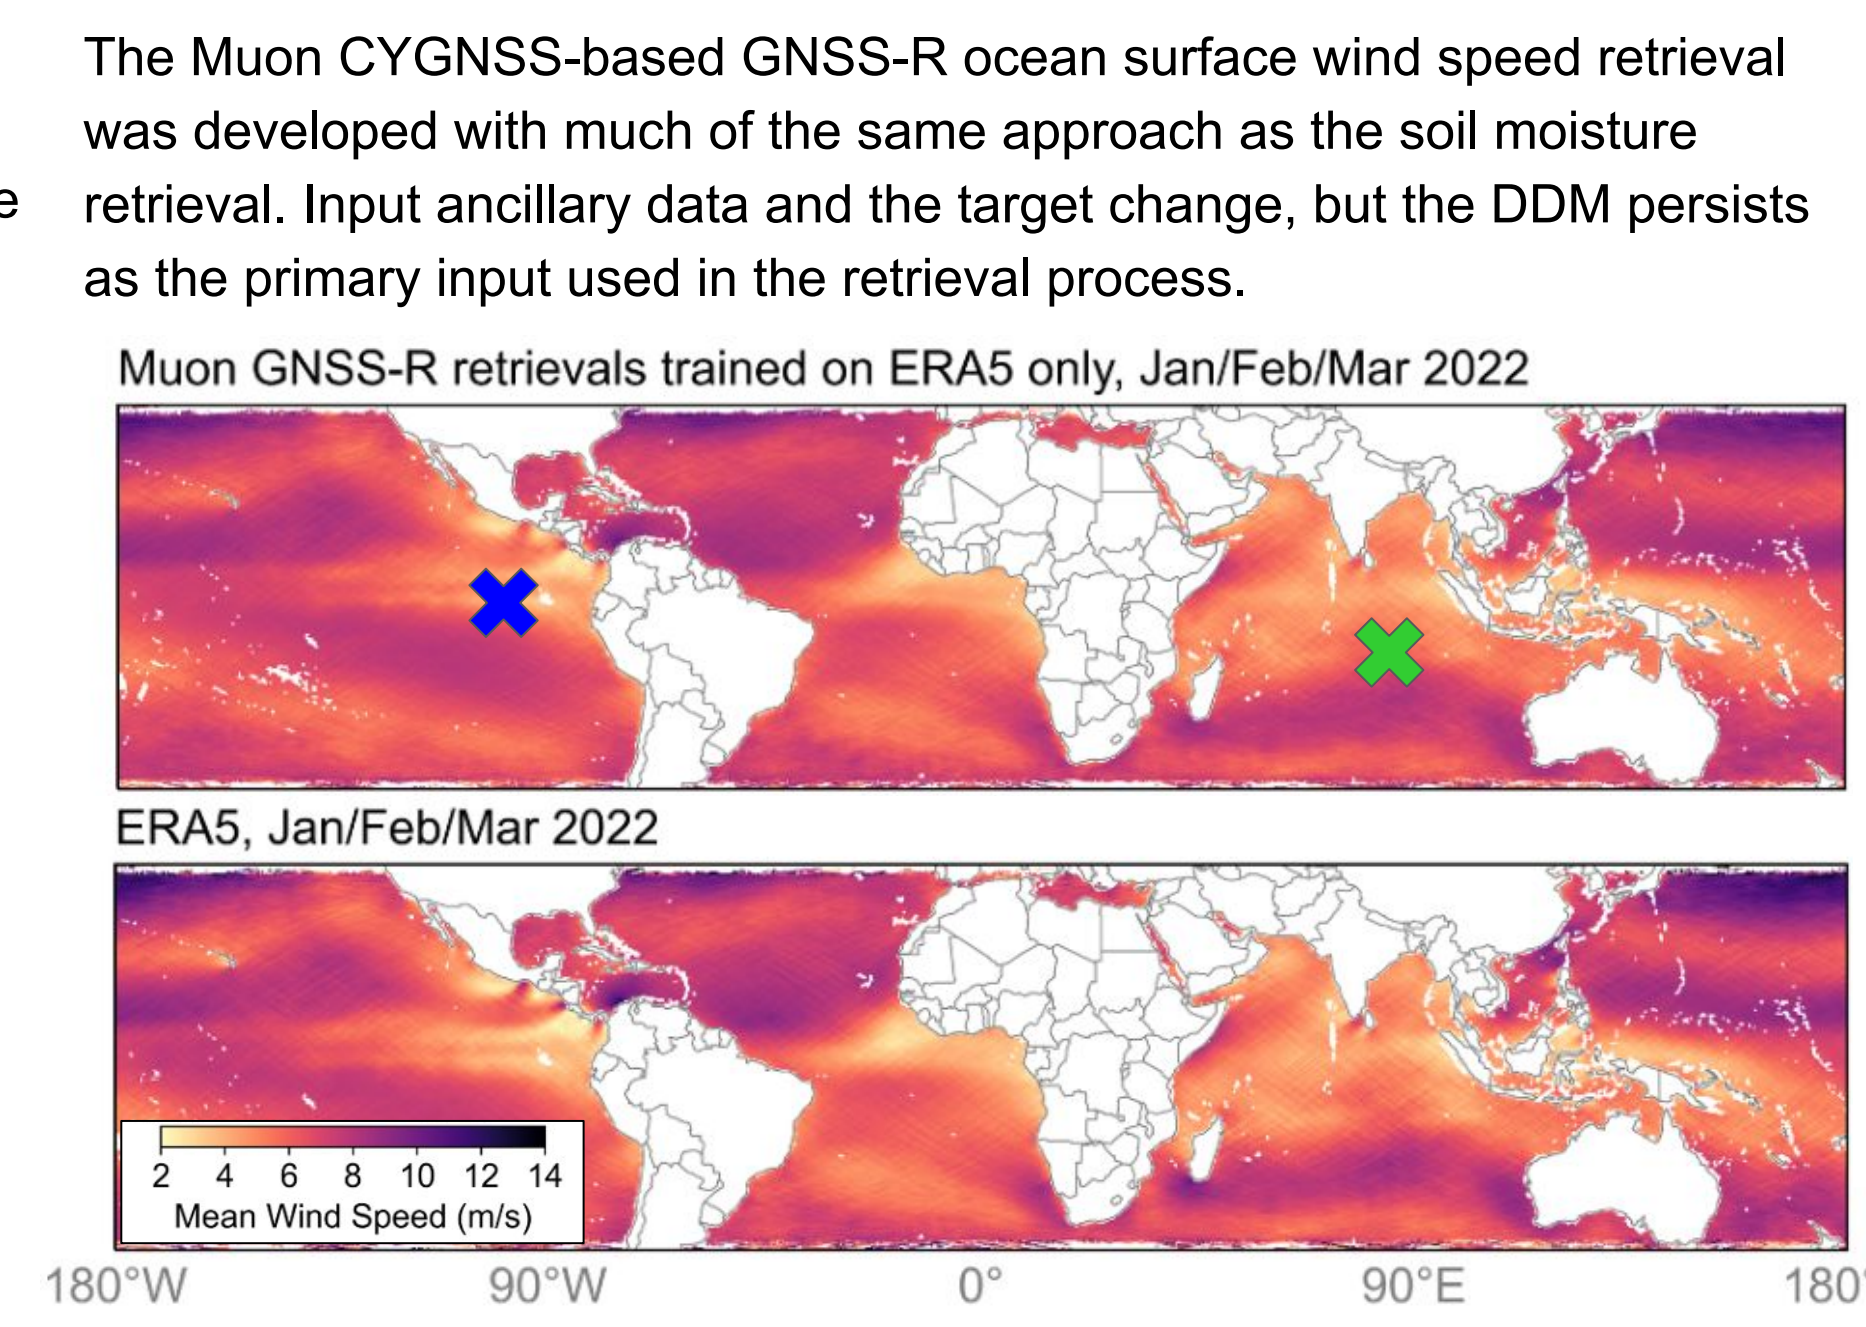 The Muon CYGNSS-based GNSS-R ocean surface wind speed retrieval
was developed with much of the same approach as the soil moisture
e
retrieval. Input ancillary data and the target change, but the DDM persists
as the primary input used in the retrieval process.
Muon GNSS-R retrievals trained on ERA5 only, Jan/Feb/Mar 2022
ERA5, Jan/Feb/Mar 2022
2 4 6 8 10 12 14
Mean Wind Speed (m/s)
180°W 90°W 0° 90°E 180°